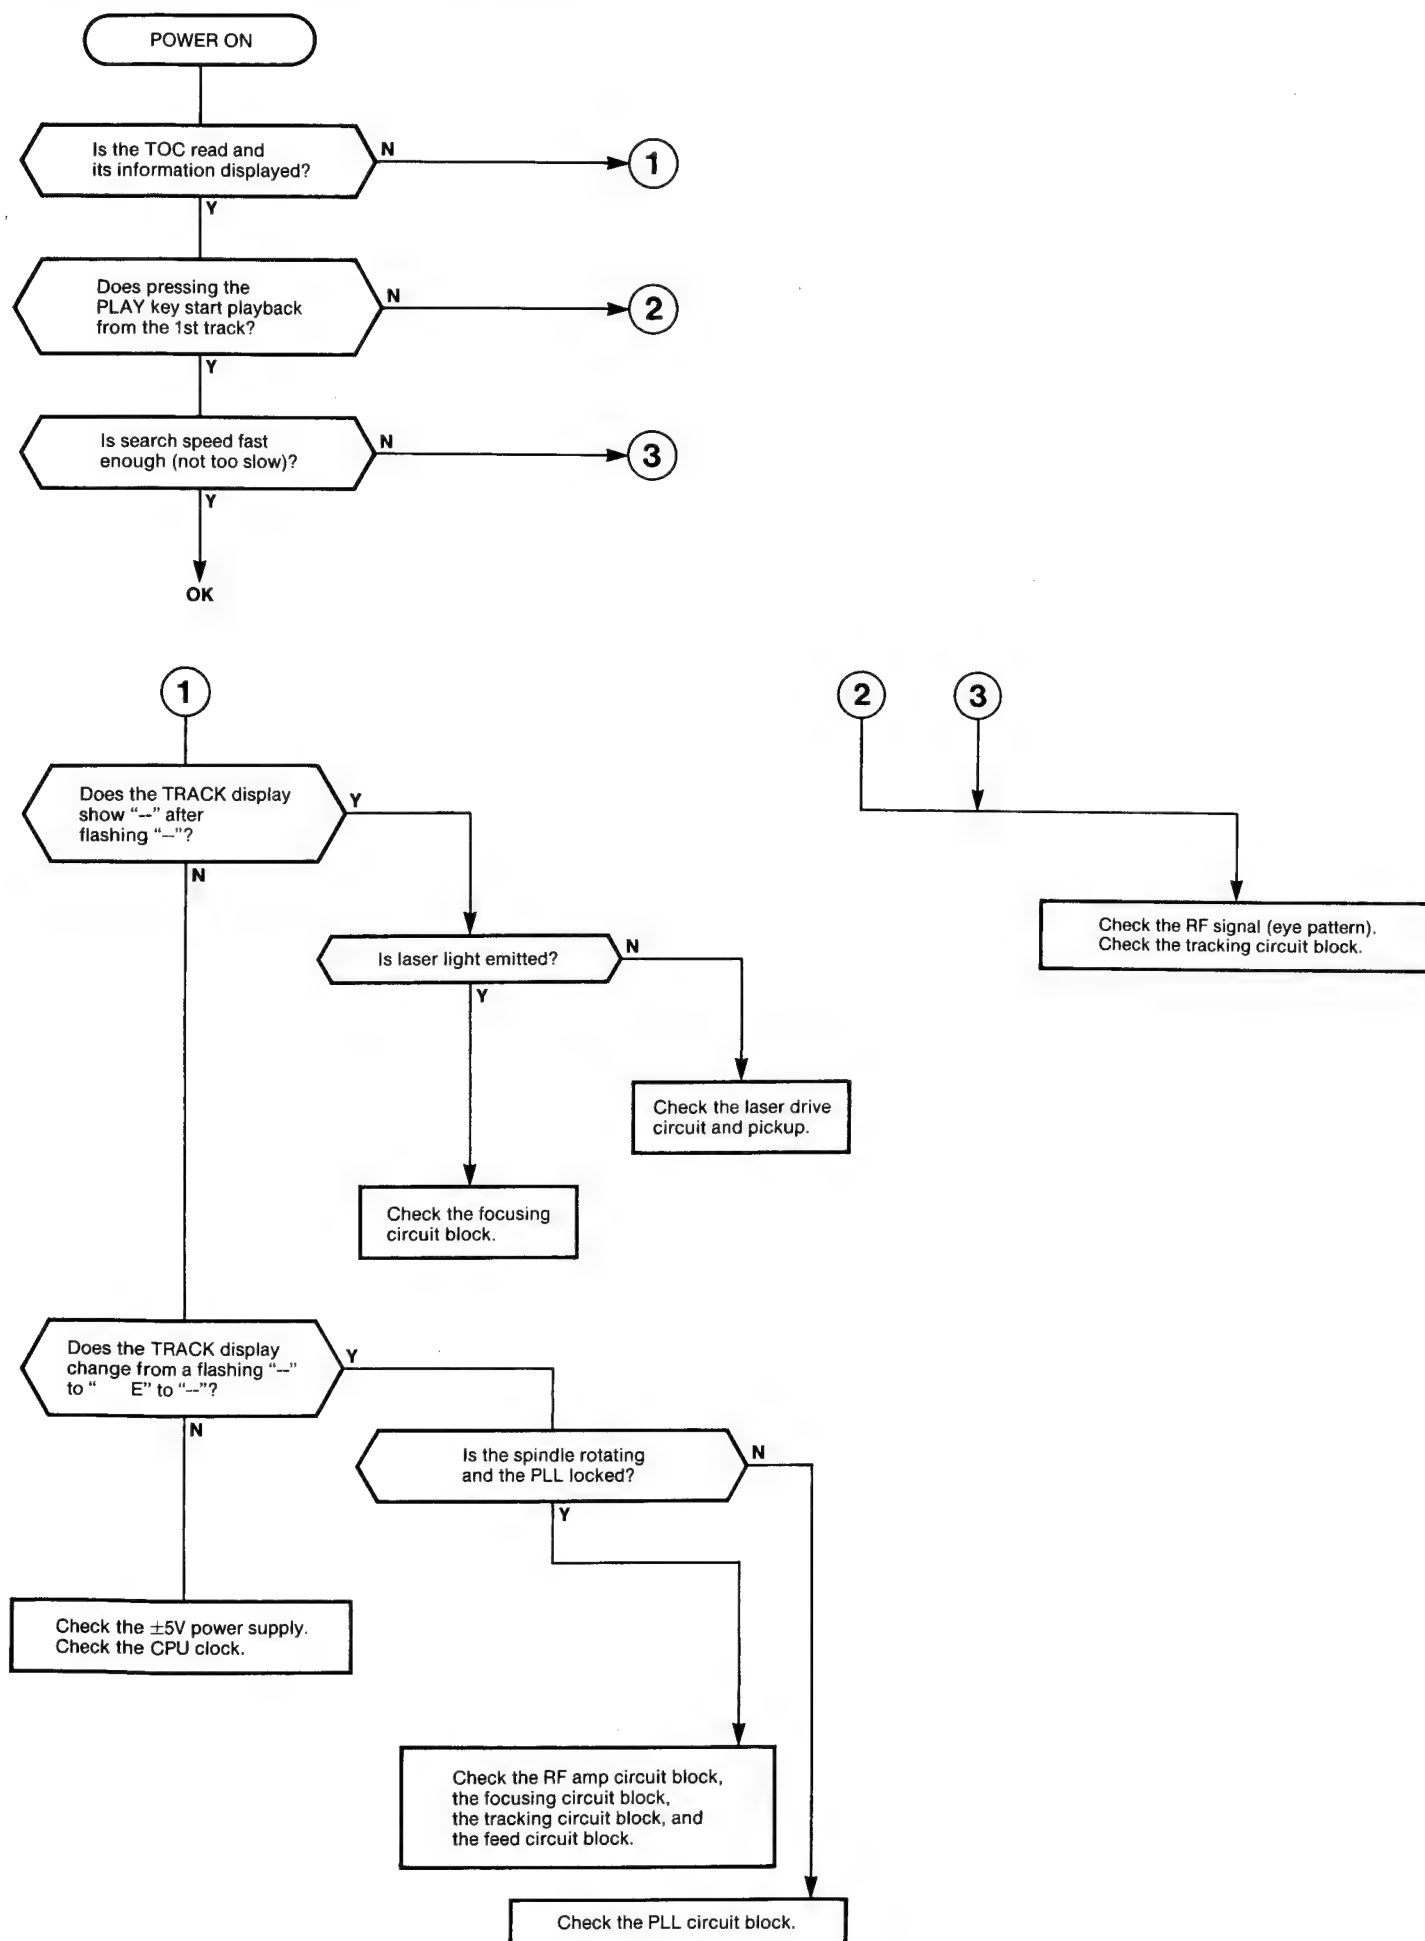 POWER ON
Is the TOC read and
its information displayed?
N
1
Y
Does pressing the
PLAY key start playback
from the 1st track?
N
2
Y
Is search speed fast
enough (not too slow)?
N
3
Y
OK
1
2
3
Does the TRACK display
show “--” after
flashing “--”?
Y
N
Check the RF signal (eye pattern).
Check the tracking circuit block.
Is laser light emitted?
N
Y
Check the laser drive
circuit and pickup.
Check the focusing
circuit block.
Does the TRACK display
change from a flashing “--”
to “ E” to “--”?
Y
N
Is the spindle rotating
and the PLL locked?
N
Y
Check the ±5V power supply.
Check the CPU clock.
Check the RF amp circuit block,
the focusing circuit block,
the tracking circuit block, and
the feed circuit block.
Check the PLL circuit block.